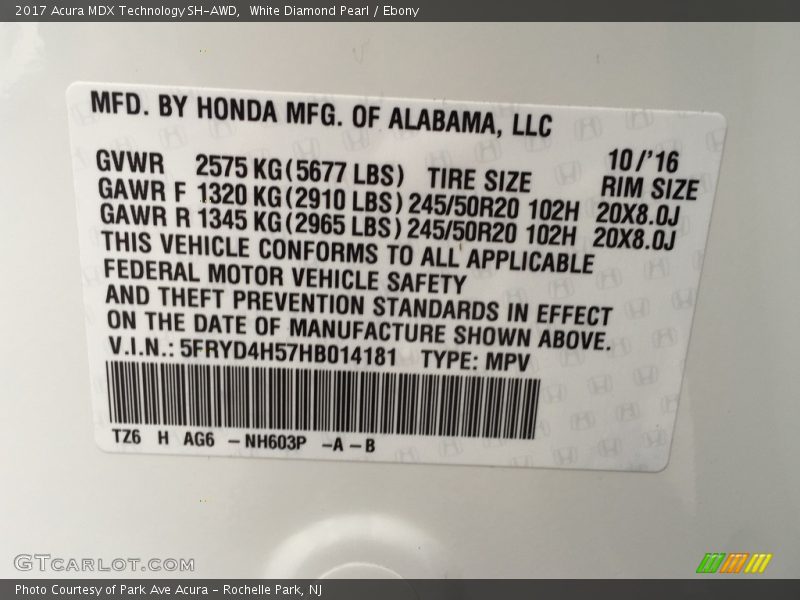 2017 Acura MDX Technology SH-AWD,  White Diamond Pearl / Ebony
MFD. BY HONDA MFG. OF ALABAMA, LLC
10/'16
GVWR 2575 KG(5677 LBS) TIRE SIZE RIM SIZE
GAWR F 1320 KG(2910 LBS) 245/50R20 102H 20X8.0J
GAWR R 1345 KG(2965 LBS) 245/50R20 102H 20X8.0J
THIS VEHICLE CONFORMS TO ALL APPLICABLE
FEDERAL MOTOR VEHICLE SAFETY
AND THEFT PREVENTION STANDARDS IN EFFECT
ON THE DATE OF MANUFACTURE SHOWN ABOVE.
V.I.N.: 5FRYD4H57HB014181 TYPE: MPV
TZ6 H AG6 -NH603P -A-B
GTCARLOT.COM
Photo Courtesy of Park Ave Acura - Rochelle Park, NJ